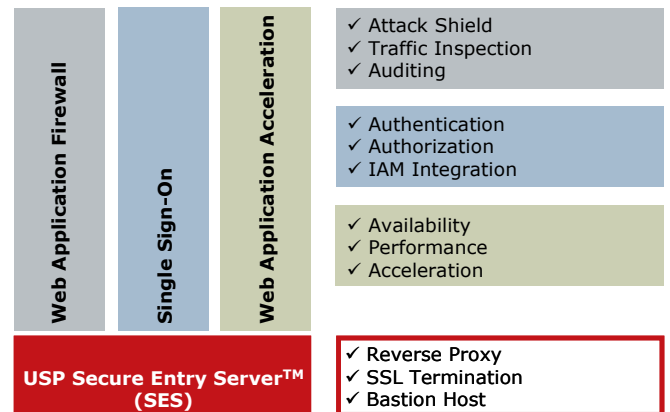 Web Application Firewall
Single Sign-On
Web Application Acceleration
✓ Attack Shield
✓ Traffic Inspection
✓ Auditing
✓ Authentication
✓ Authorization
✓ IAM Integration
✓ Availability
✓ Performance
✓ Acceleration
USP Secure Entry Server™
(SES)
✓ Reverse Proxy
✓ SSL Termination
✓ Bastion Host